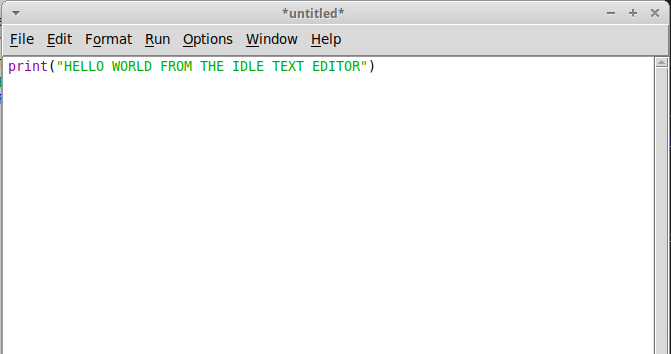 *untitled*
File Edit Format Run Options Window Help
print("HELLO WORLD FROM THE IDLE TEXT EDITOR")